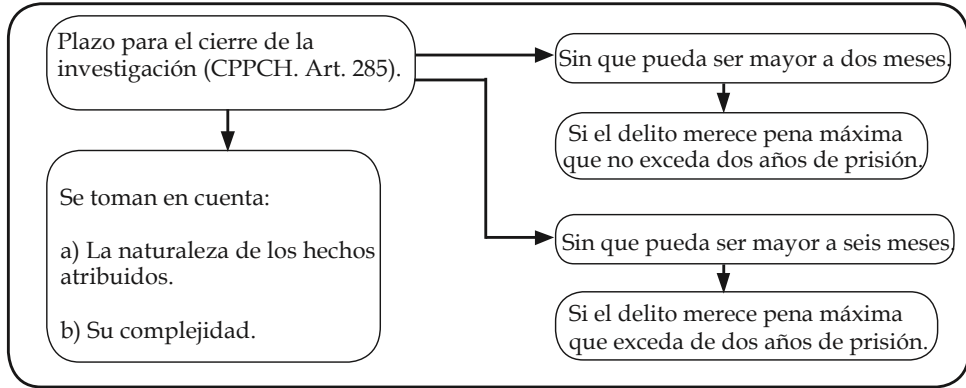 Plazo para el cierre de la
investigación (CPPCH. Art. 285).
Sin que pueda ser mayor a dos meses.
Si el delito merece pena máxima
que no exceda dos años de prisión.
Se toman en cuenta:
a) La naturaleza de los hechos
atribuidos.
b) Su complejidad.
Sin que pueda ser mayor a seis meses.
Si el delito merece pena máxima
que exceda de dos años de prisión.